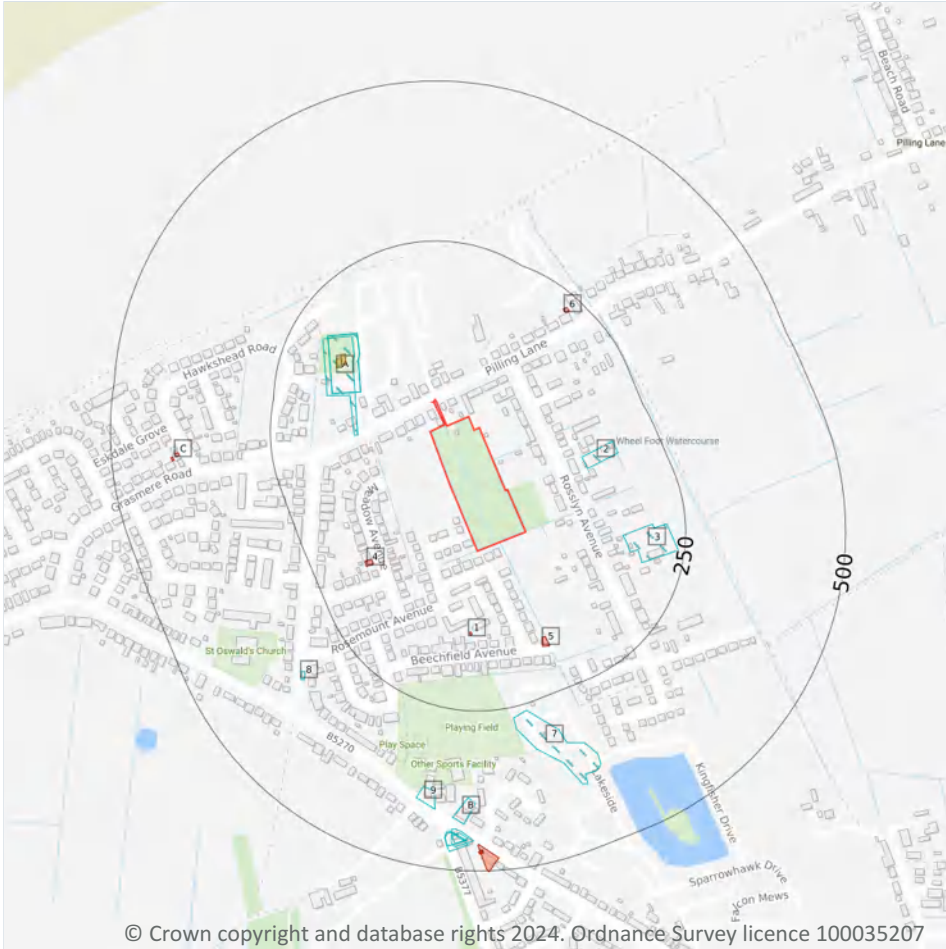 Beach Road
Pilling Lane
6
Hawkshead Road
A
Pilling Lane
Eskdale Grove
C
Grasmere Road
2
Wheel Foot Watercourse
Meadow Avenue
Rosslyn Avenue
3
250
500
4
Rosemount Avenue
1
5
St Oswald's Church
Beechfield Avenue
8
Playing Field
7
B5270
Play Space
Other Sports Facility
Lakeside
Kingfisher Drive
9
B
B5377
Sparrowhawk Drive
Falcon Mews
© Crown copyright and database rights 2024. Ordnance Survey licence 100035207